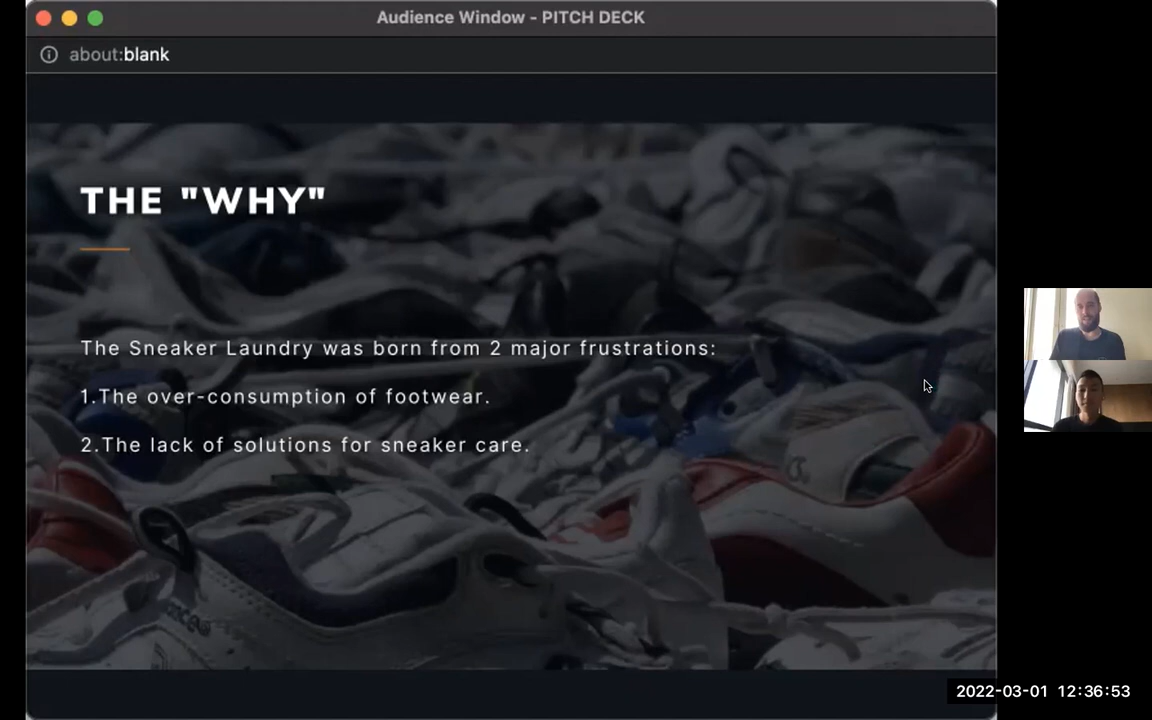 Audience Window - PITCH DECK
about:blank
THE "WHY"
The Sneaker Laundry was born from 2 major frustrations:
1.The over-consumption of footwear.
2.The lack of solutions for sneaker care.
2022-03-01 12:36:53